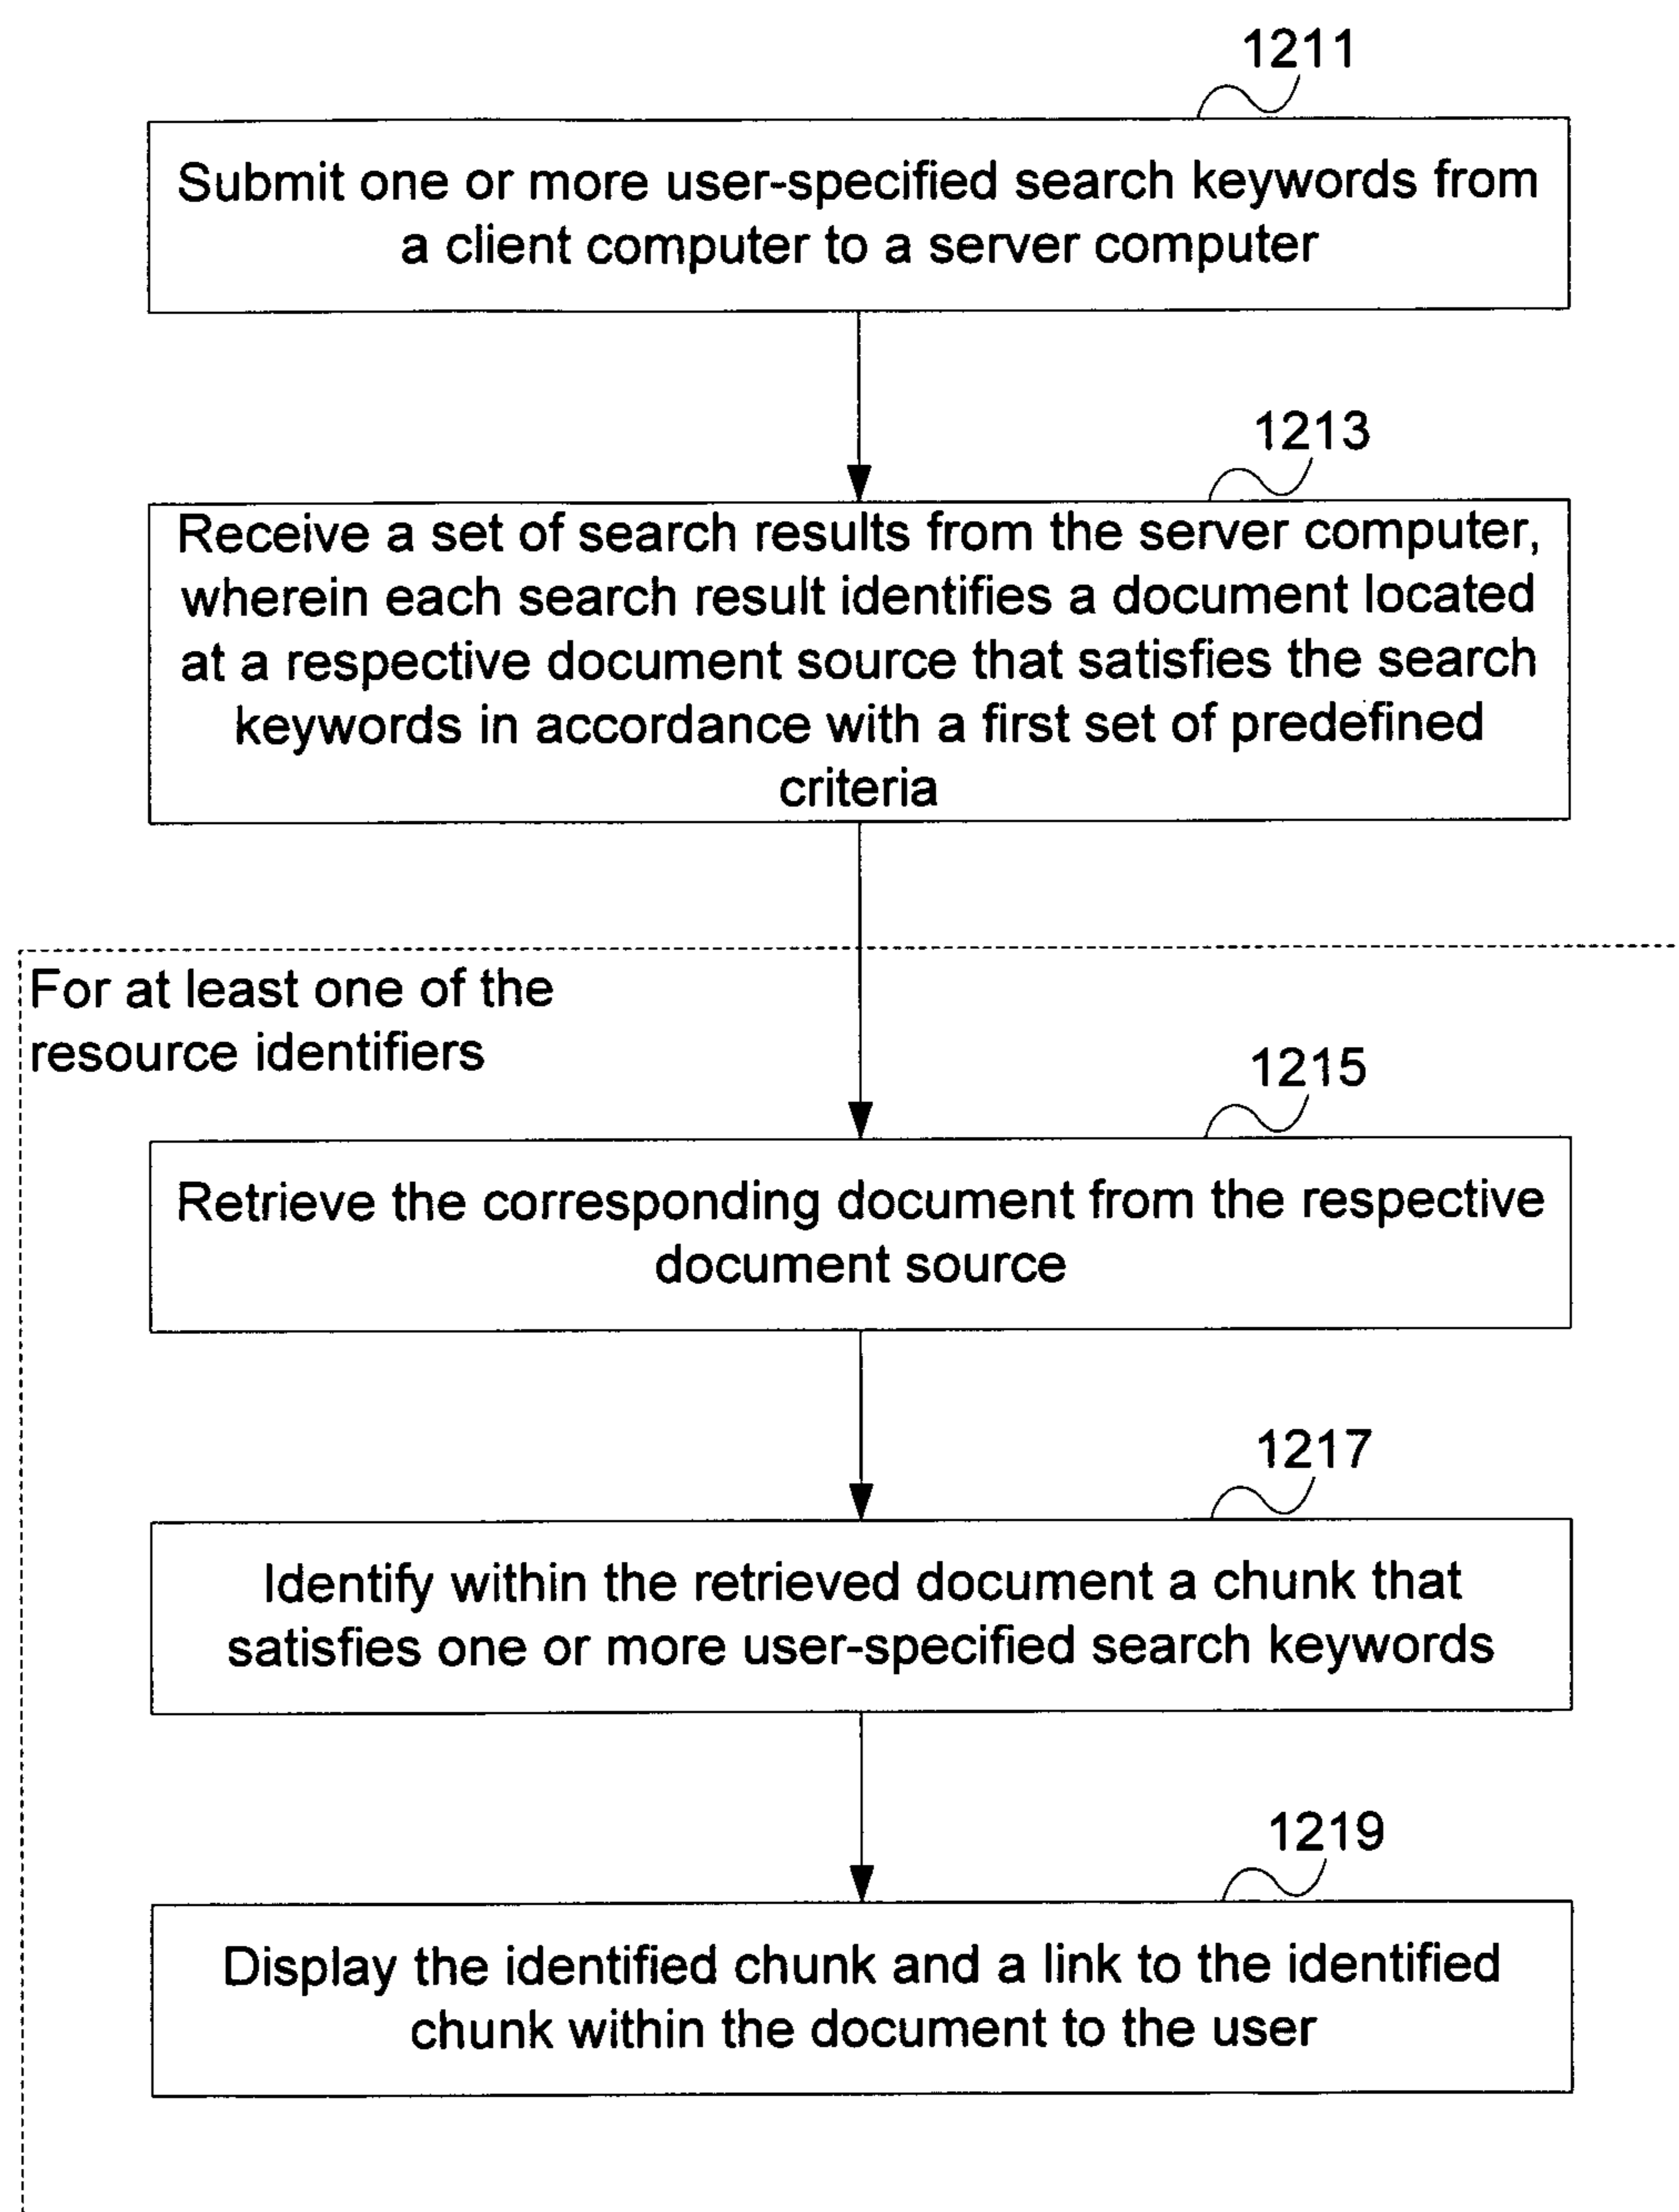 1211
Submit one or more user-specified search keywords from
a client computer to a server computer
1213
Receive a set of search results from the server computer,
wherein each search result identifies a document located
at a respective document source that satisfies the search
keywords in accordance with a first set of predefined
criteria
For at least one of the
resource identifiers
1215
Retrieve the corresponding document from the respective
document source
1217
Identify within the retrieved document a chunk that
satisfies one or more user-specified search keywords
1219
Display the identified chunk and a link to the identified
chunk within the document to the user